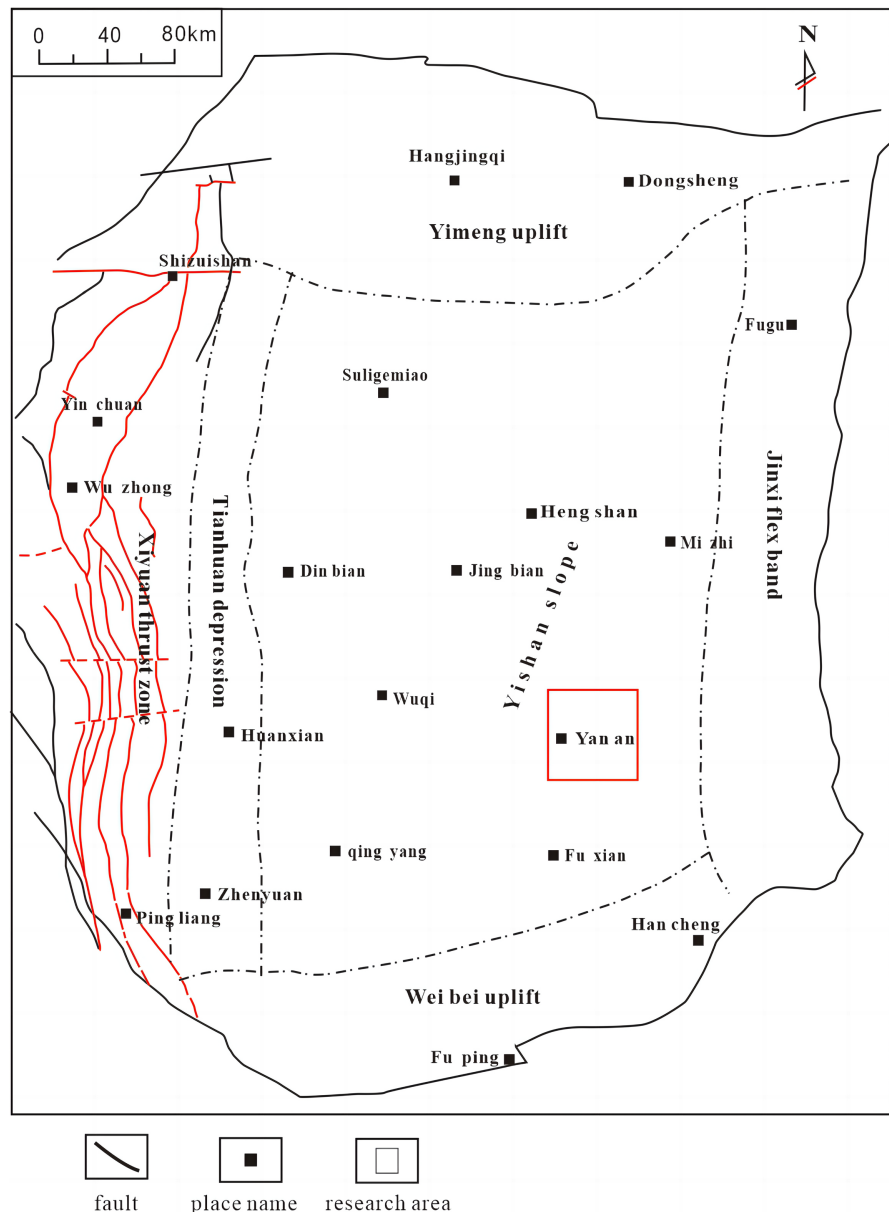 0 40 80km
N
Hangjingqi
Dongsheng
Yimeng uplift
Shizuishan
Fugu
Suligemiao
Yin chuan
Wu zhong
Heng shan
Mi zhi
Din bian
Jing bian
Jinxi flex band
Tianhuan depression
Xiyuan thrust zone
Yishan slope
Wuqi
Huanxian
Yan an
qing yang
Fu xian
Zhenyuan
Ping liang
Han cheng
Wei bei uplift
Fu ping
fault
place name
research area